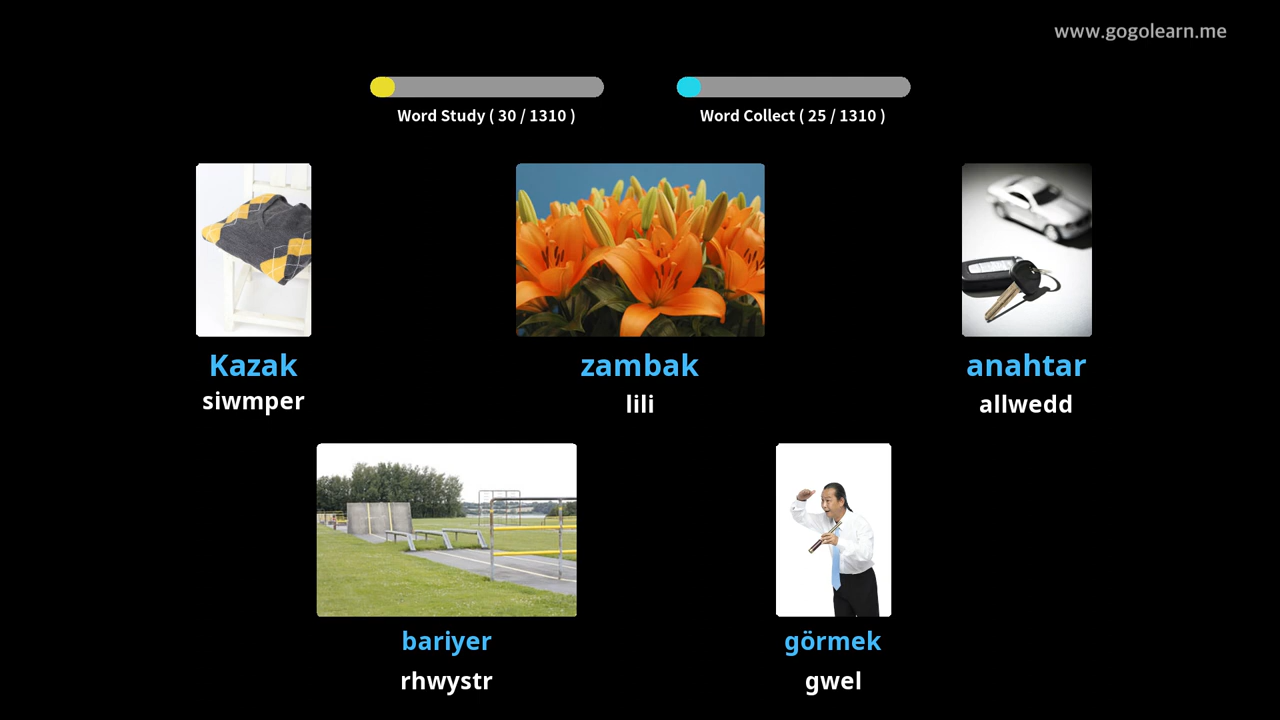 www.gogolearn.me
Word Study ( 30 / 1310 )
Word Collect ( 25 / 1310 )
Kazak
siwmper
zambak
lili
anahtar
allwedd
bariyer
rhwystr
görmek
gwel